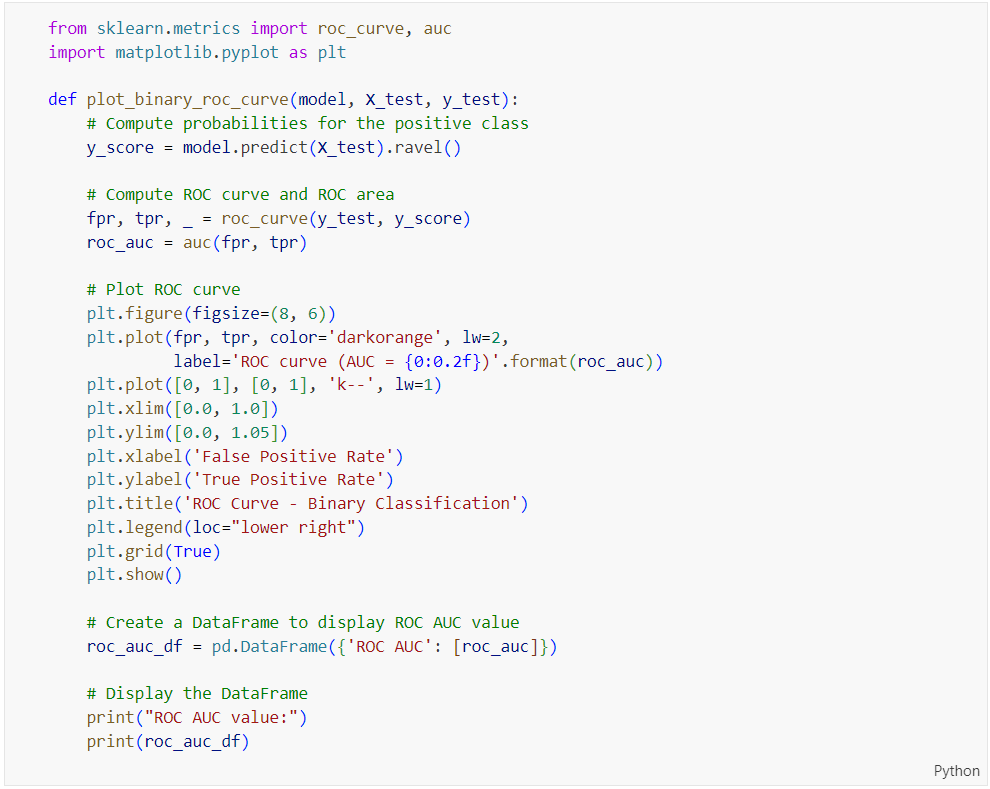 from sklearn.metrics import roc_curve, auc
import matplotlib.pyplot as plt

def plot_binary_roc_curve(model, X_test, y_test):
    # Compute probabilities for the positive class
    y_score = model.predict(X_test).ravel()

    # Compute ROC curve and ROC area
    fpr, tpr, _ = roc_curve(y_test, y_score)
    roc_auc = auc(fpr, tpr)

    # Plot ROC curve
    plt.figure(figsize=(8, 6))
    plt.plot(fpr, tpr, color='darkorange', lw=2,
             label='ROC curve (AUC = {0:0.2f})'.format(roc_auc))
    plt.plot([0, 1], [0, 1], 'k--', lw=1)
    plt.xlim([0.0, 1.0])
    plt.ylim([0.0, 1.05])
    plt.xlabel('False Positive Rate')
    plt.ylabel('True Positive Rate')
    plt.title('ROC Curve - Binary Classification')
    plt.legend(loc="lower right")
    plt.grid(True)
    plt.show()

    # Create a DataFrame to display ROC AUC value
    roc_auc_df = pd.DataFrame({'ROC AUC': [roc_auc]})

    # Display the DataFrame
    print("ROC AUC value:")
    print(roc_auc_df)
Python